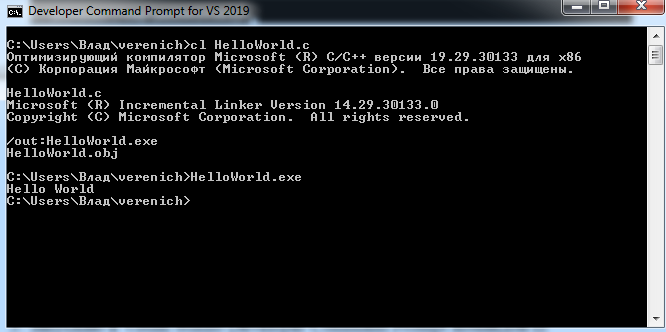 Developer Command Prompt for VS 2019
C:\Users\Влад\verenich>cl HelloWorld.c
Оптимизирующий компилятор Microsoft (R) C/C++ версии 19.29.30133 для x86
(C) Корпорация Майкрософт (Microsoft Corporation).  Все права защищены.
HelloWorld.c
Microsoft (R) Incremental Linker Version 14.29.30133.0
Copyright (C) Microsoft Corporation.  All rights reserved.
/out:HelloWorld.exe
HelloWorld.obj
C:\Users\Влад\verenich>HelloWorld.exe
Hello World
C:\Users\Влад\verenich>